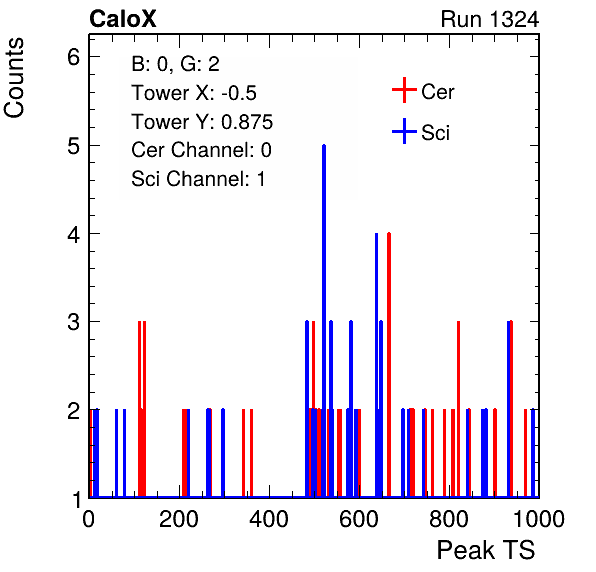 CaloX Run 1324
Counts
B: 0, G: 2
Tower X: -0.5
Tower Y: 0.875
Cer Channel: 0
Sci Channel: 1
Cer
Sci
6
5
4
3
2
1
0 200 400 600 800 1000
Peak TS